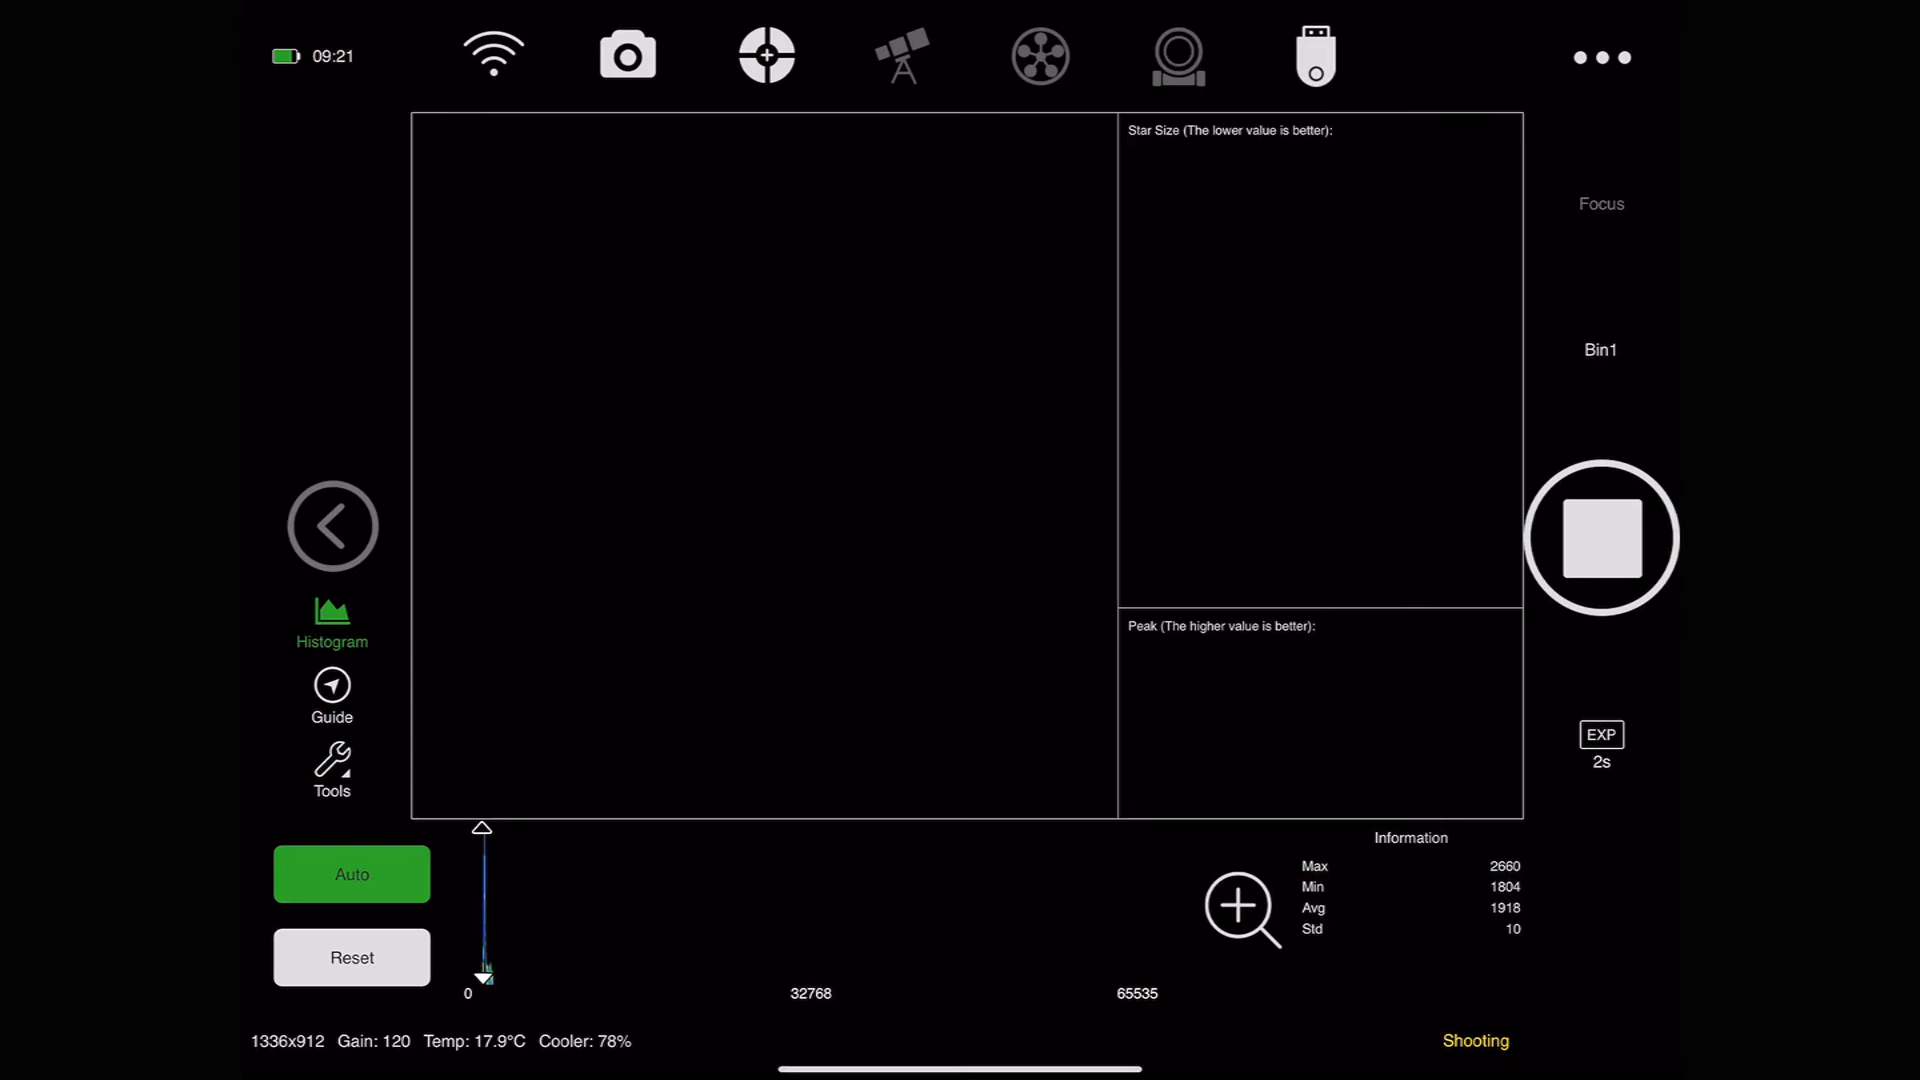 09:21
Star Size (The lower value is better):
Focus
Bin1
Histogram
Peak (The higher value is better):
Guide
EXP
2s
Tools
Information
Auto
Max 2660
Min 1804
Avg 1918
Std 10
Reset
0 32768 65535
1336x912 Gain: 120 Temp: 17.9°C Cooler: 78%
Shooting